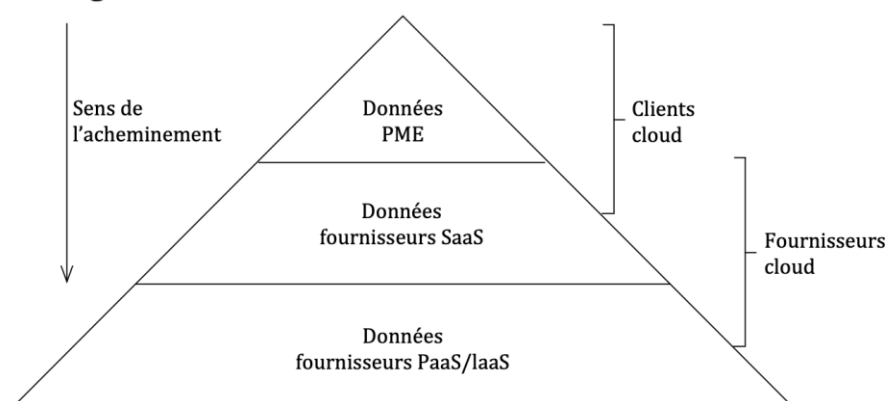 Sens de
l'acheminement
Données
PME
Clients
cloud
Données
fournisseurs SaaS
Fournisseurs
cloud
Données
fournisseurs PaaS/IaaS